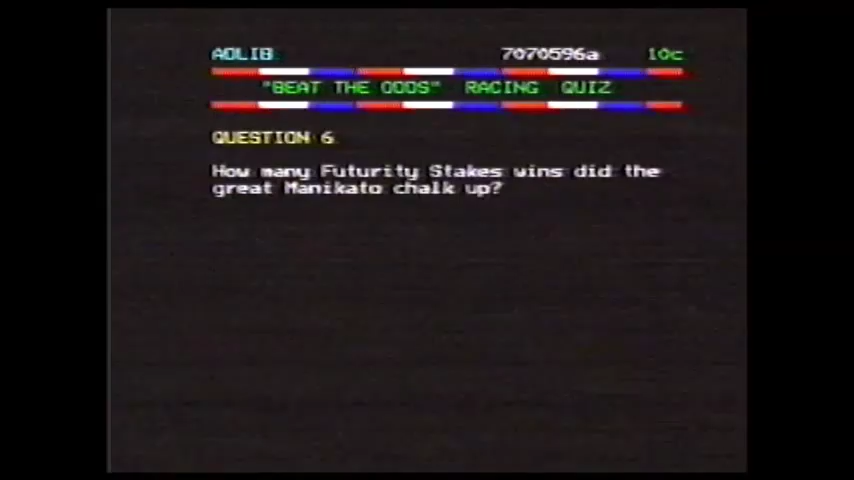 ADLIB 7070596a 10c
"BEAT THE ODDS" RACING QUIZ
QUESTION 6
How many Futurity Stakes wins did the
great Manikato chalk up?